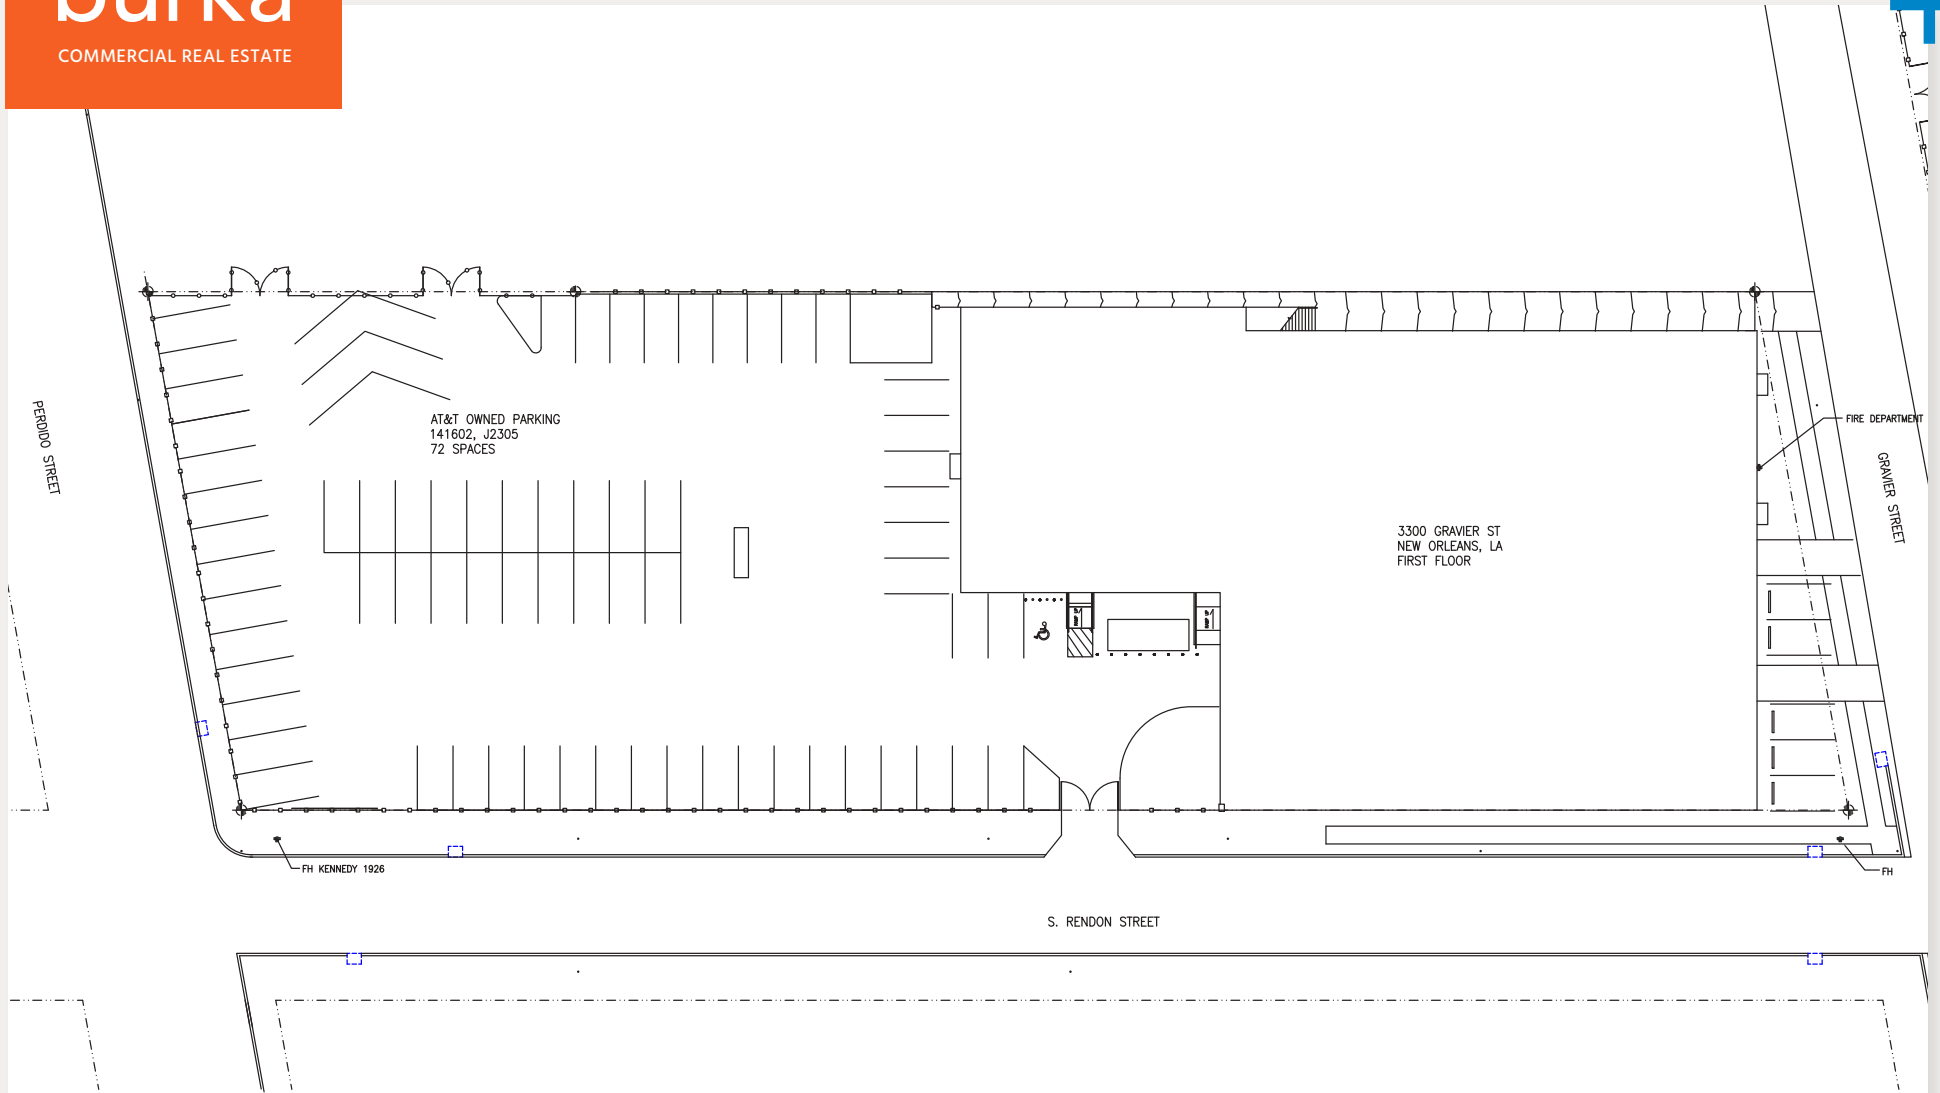 burka
COMMERCIAL REAL ESTATE
PERDIDO STREET
AT&T OWNED PARKING
141602, J2305
72 SPACES
FIRE DEPARTMENT
GRAVIER STREET
3300 GRAVIER ST
NEW ORLEANS, LA
FIRST FLOOR
FH KENNEDY 1926
FH
S. RENDON STREET